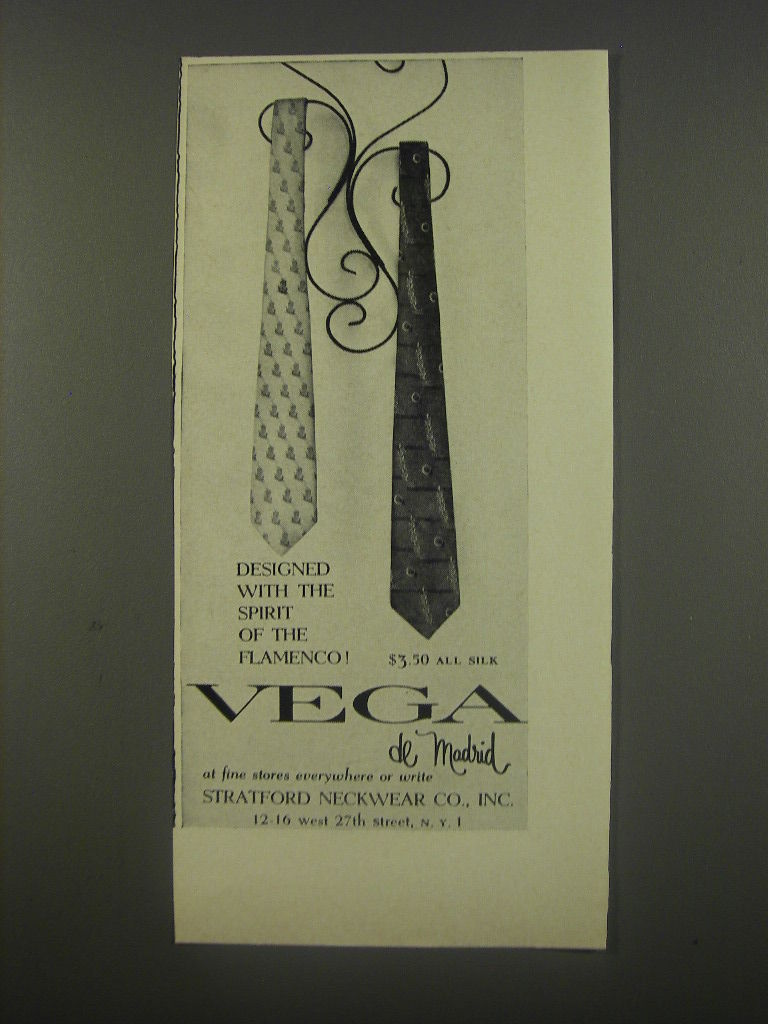 DESIGNED
WITH THE
SPIRIT
OF THE
FLAMENCO!
$3.50 ALL SILK
VEGA
de Madrid
at fine stores everywhere or write
STRATFORD NECKWEAR CO., INC.
12-16 west 27th street, N. Y. 1